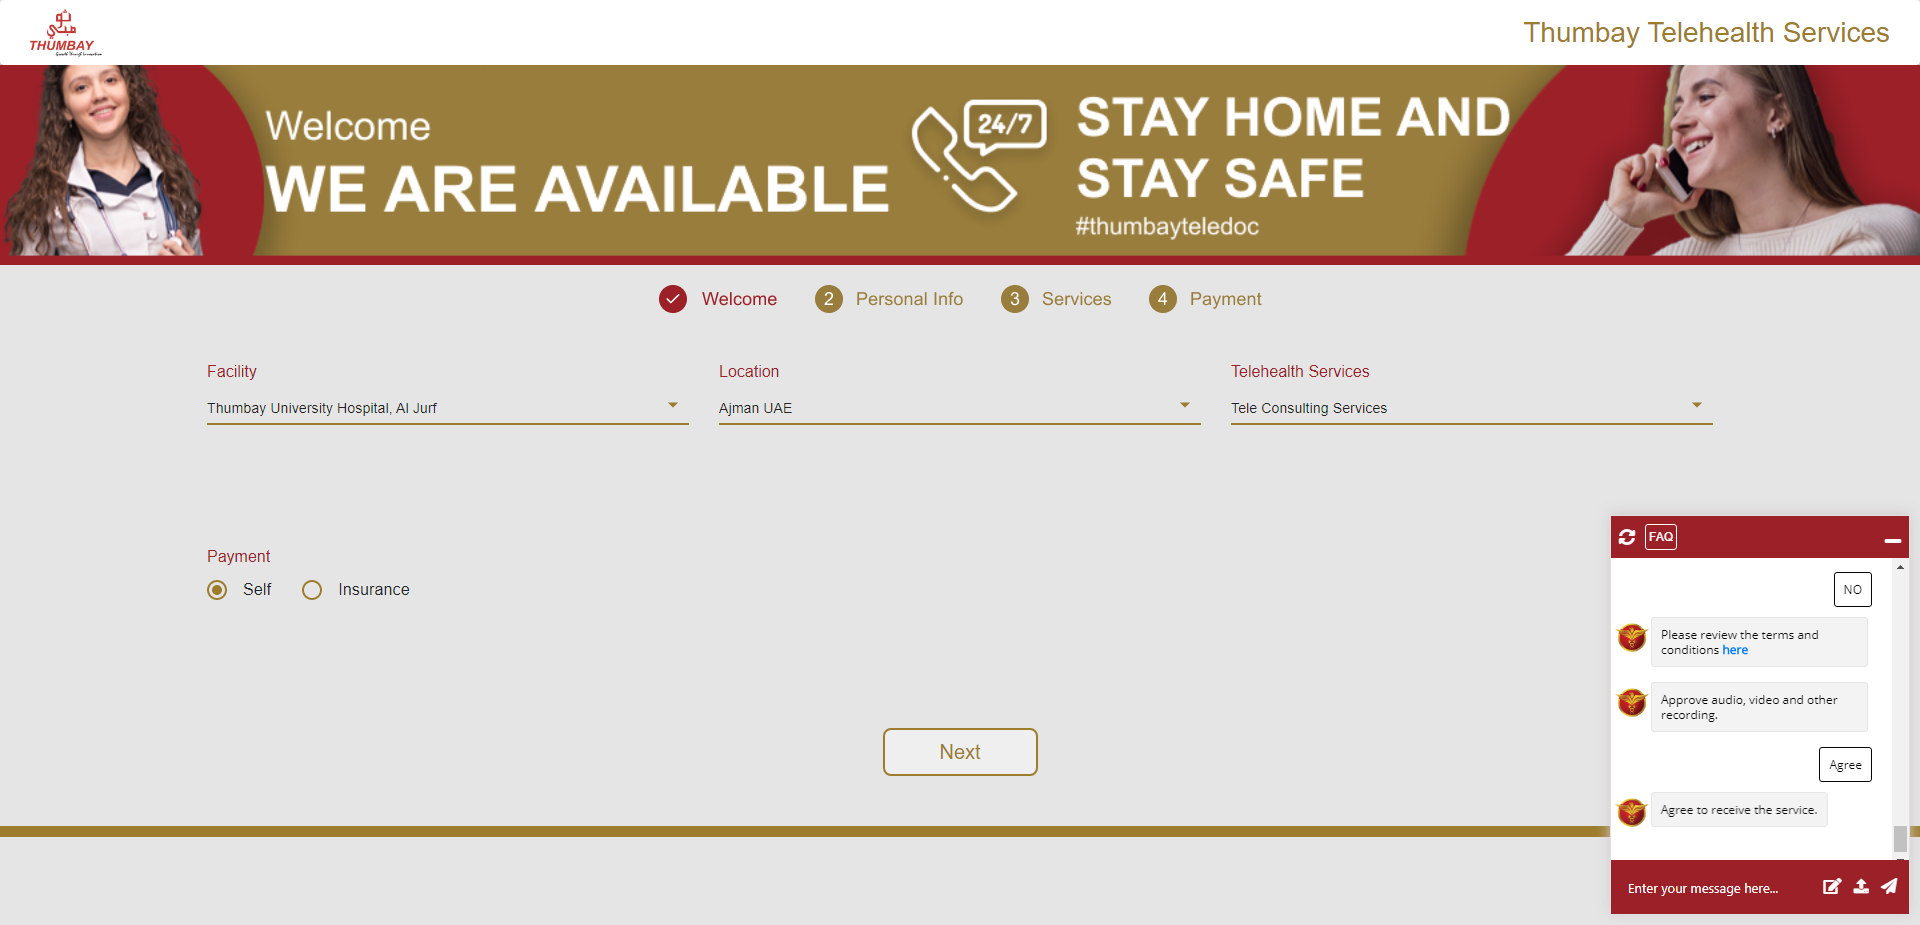 ثومبي
THUMBAY
Thumbay Telehealth Services
Welcome
WE ARE AVAILABLE
24/7
STAY HOME AND
STAY SAFE
#thumbayteledoc
Welcome
2 Personal Info
3 Services
4 Payment
Facility
Thumbay University Hospital, Al Jurf
Location
Ajman UAE
Telehealth Services
Tele Consulting Services
Payment
Self
Insurance
Next
FAQ
NO
Please review the terms and
conditions here
Approve audio, video and other
recording.
Agree
Agree to receive the service.
Enter your message here...